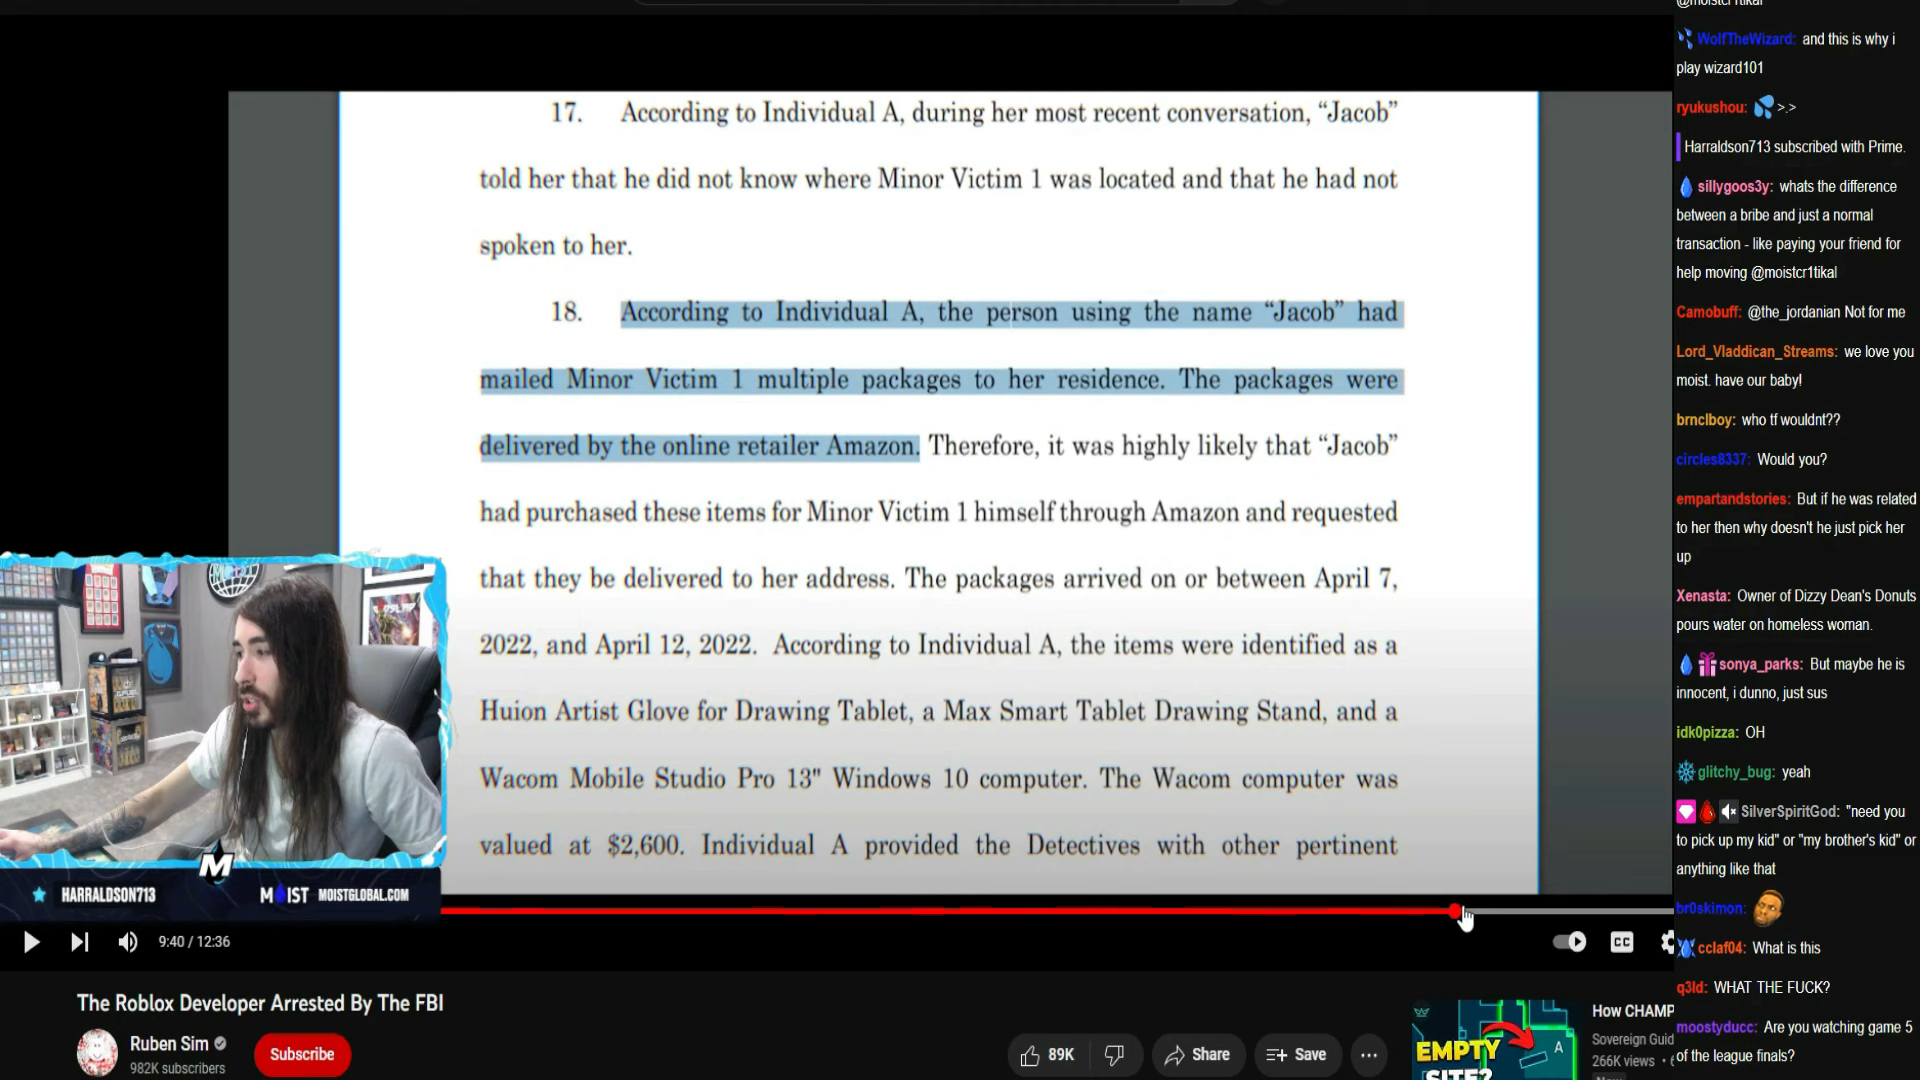 17. According to Individual A, during her most recent conversation, “Jacob”
told her that he did not know where Minor Victim 1 was located and that he had not
spoken to her.
18. According to Individual A, the person using the name “Jacob” had
mailed Minor Victim 1 multiple packages to her residence. The packages were
delivered by the online retailer Amazon. Therefore, it was highly likely that “Jacob”
had purchased these items for Minor Victim 1 himself through Amazon and requested
that they be delivered to her address. The packages arrived on or between April 7,
2022, and April 12, 2022. According to Individual A, the items were identified as a
Huion Artist Glove for Drawing Tablet, a Max Smart Tablet Drawing Stand, and a
Wacom Mobile Studio Pro 13" Windows 10 computer. The Wacom computer was
valued at $2,600. Individual A provided the Detectives with other pertinent
M
HARRALDSON713
MOIST MOISTGLOBAL.COM
9:40 / 12:36
CC
The Roblox Developer Arrested By The FBI
Ruben Sim
982K subscribers
Subscribe
89K
Share
Save
EMPTY
SITE?
A
How CHAMP
Sovereign Guid
266K views
@moistcr1tikal
WolfTheWizard: and this is why i
play wizard101
ryukushou: >.>
Harraldson713 subscribed with Prime.
sillygoos3y: whats the difference
between a bribe and just a normal
transaction - like paying your friend for
help moving @moistcr1tikal
Camobuff: @the_jordanian Not for me
Lord_Vladdican_Streams: we love you
moist. have our baby!
brnclboy: who tf wouldnt??
circles8337: Would you?
empartandstories: But if he was related
to her then why doesn't he just pick her
up
Xenasta: Owner of Dizzy Dean's Donuts
pours water on homeless woman.
sonya_parks: But maybe he is
innocent, i dunno, just sus
idk0pizza: OH
glitchy_bug: yeah
SilverSpiritGod: "need you
to pick up my kid" or "my brother's kid" or
anything like that
br0skimon:
cclaf04: What is this
q3ld: WHAT THE FUCK?
moostyducc: Are you watching game 5
of the league finals?